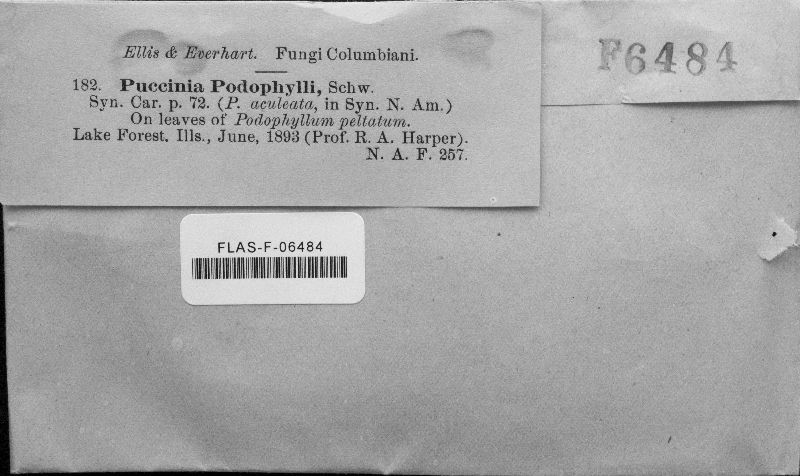 Ellis & Everhart. Fungi Columbiani.
F6484
182. Puccinia Podophylli, Schw.
Syn. Car. p. 72. (P. aculeata, in Syn. N. Am.)
On leaves of Podophyllum peltatum.
Lake Forest. Ills., June, 1893 (Prof. R. A. Harper).
N. A. F. 257.
FLAS-F-06484